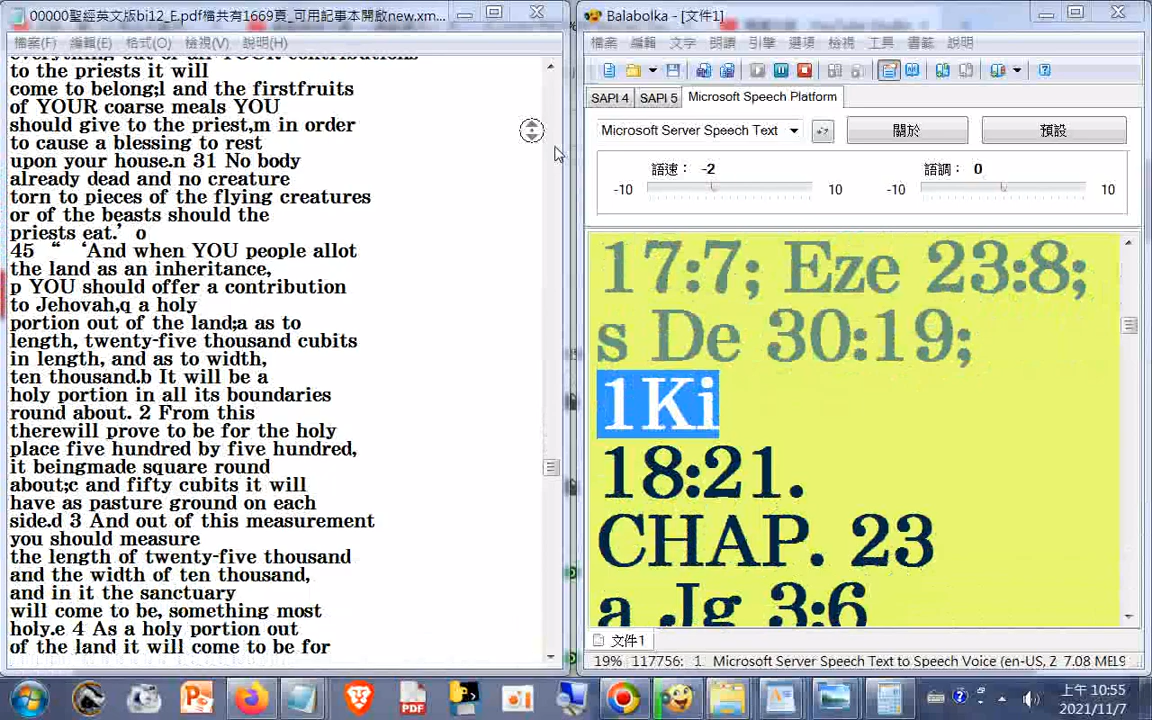 00000聖經英文版bi12_E.pdf檔共有1669頁_可用記事本開啟new.xm...
檔案(F) 編輯(E) 格式(O) 檢視(V) 說明(H)
everything out of all YOUR contributions
to the priests it will
come to belong;l and the firstfruits
of YOUR coarse meals YOU
should give to the priest,m in order
to cause a blessing to rest
upon your house.n 31 No body
already dead and no creature
torn to pieces of the flying creatures
or of the beasts should the
priests eat.’ o
45 “ ‘And when YOU people allot
the land as an inheritance,
p YOU should offer a contribution
to Jehovah,q a holy
portion out of the land;a as to
length, twenty-five thousand cubits
in length, and as to width,
ten thousand.b It will be a
holy portion in all its boundaries
round about. 2 From this
therewill prove to be for the holy
place five hundred by five hundred,
it beingmade square round
about;c and fifty cubits it will
have as pasture ground on each
side.d 3 And out of this measurement
you should measure
the length of twenty-five thousand
and the width of ten thousand,
and in it the sanctuary
will come to be, something most
holy.e 4 As a holy portion out
of the land it will come to be for
Balabolka - [文件1]
檔案 編輯 文字 朗讀 引擎 選項 檢視 工具 書籤 說明
SAPI 4 SAPI 5 Microsoft Speech Platform
Microsoft Server Speech Text 關於 預設
語速: -2 語調: 0
-10 10 -10 10
17:7; Eze 23:8;
s De 30:19;
1Ki
18:21.
CHAP. 23
a Jg 3:6
文件1
19% 117756: 1 Microsoft Server Speech Text to Speech Voice (en-US, 2 7.08 ME
上午 10:55
2021/11/7